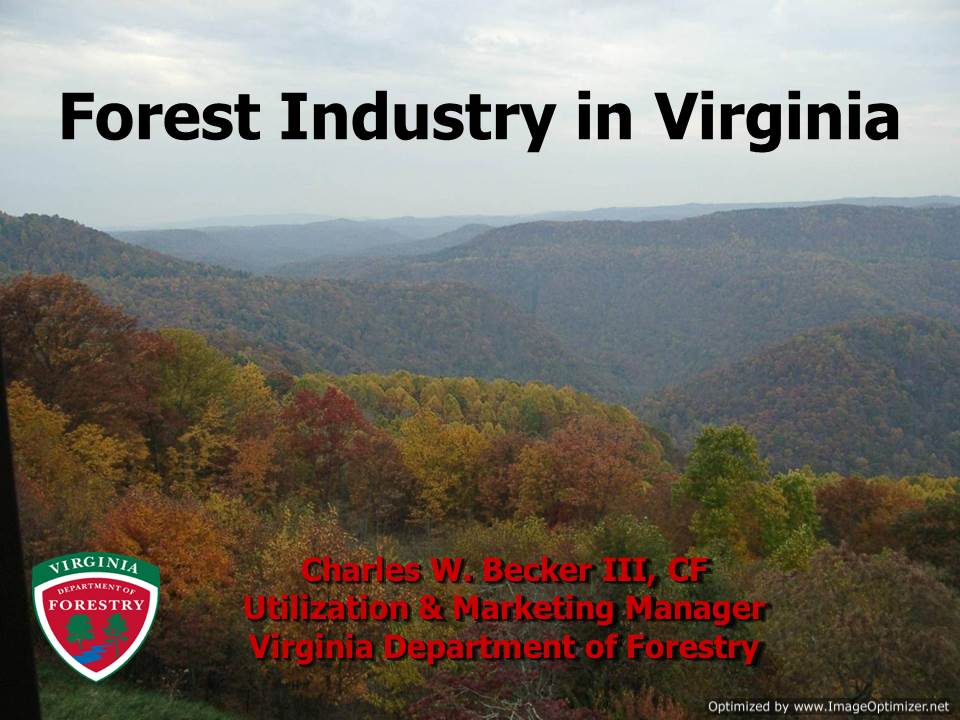 Forest Industry in Virginia
VIRGINIA
DEPARTMENT OF
FORESTRY
Charles W. Becker III, CF
Utilization & Marketing Manager
Virginia Department of Forestry
Optimized by www.ImageOptimizer.net